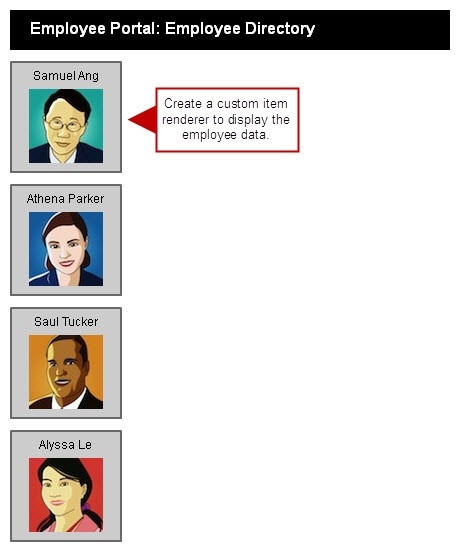 Employee Portal: Employee Directory
Samuel Ang
Create a custom item
renderer to display the
employee data.
Athena Parker
Saul Tucker
Alyssa Le